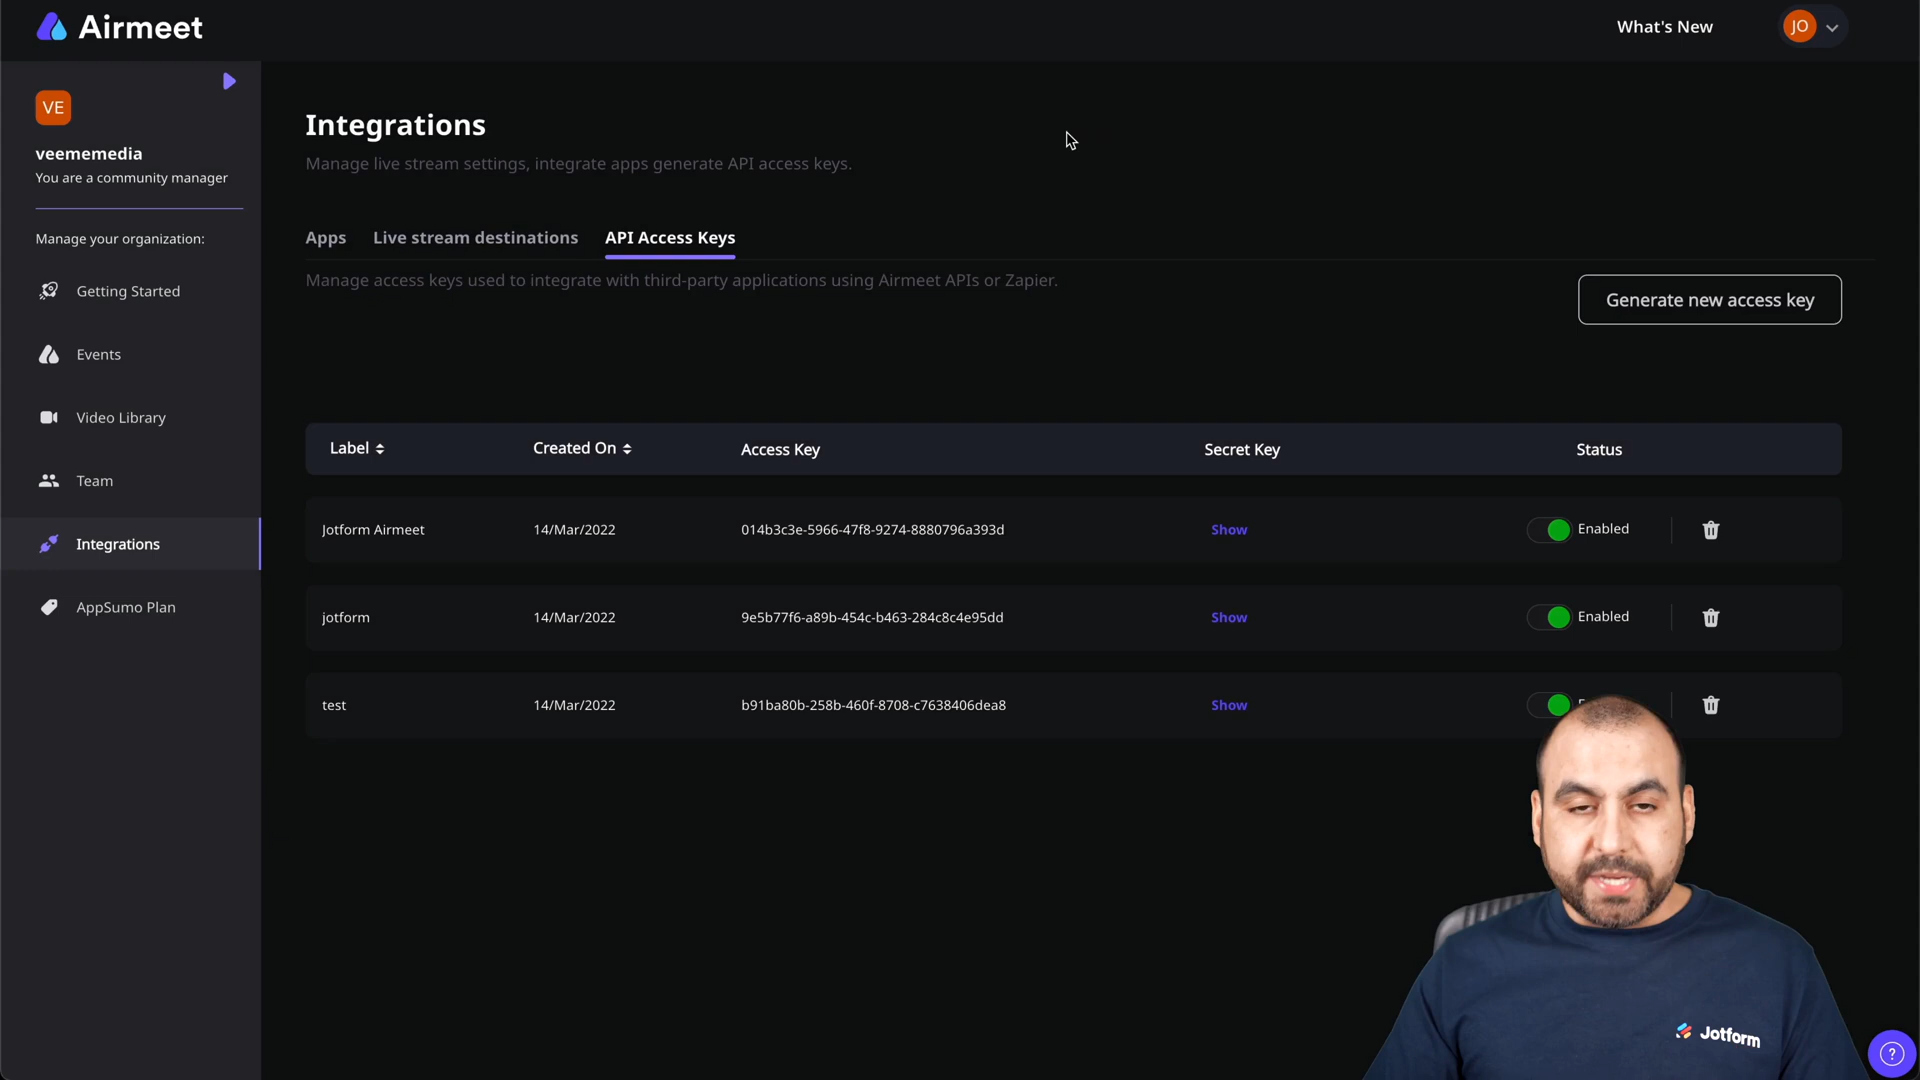 Airmeet
What's New
JO
VE
veememedia
You are a community manager
Manage your organization:
Getting Started
Events
Video Library
Team
Integrations
AppSumo Plan
Integrations
Manage live stream settings, integrate apps generate API access keys.
Apps Live stream destinations API Access Keys
Manage access keys used to integrate with third-party applications using Airmeet APIs or Zapier.
Generate new access key
Label Created On Access Key Secret Key Status
Jotform Airmeet 14/Mar/2022 014b3c3e-5966-47f8-9274-8880796a393d Show Enabled
jotform 14/Mar/2022 9e5b77f6-a89b-454c-b463-284c8c4e95dd Show Enabled
test 14/Mar/2022 b91ba80b-258b-460f-8708-c7638406dea8 Show
Jotform
?